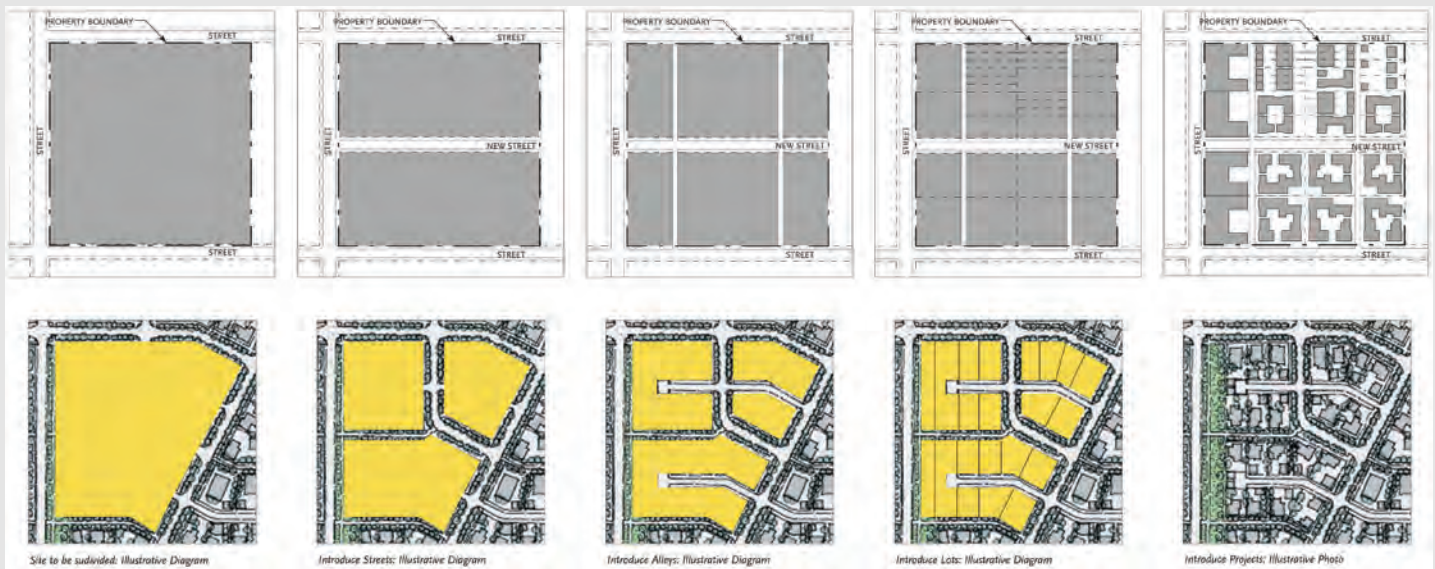 PROPERTY BOUNDARY
STREET
STREET
STREET
PROPERTY BOUNDARY
STREET
STREET
NEW STREET
STREET
PROPERTY BOUNDARY
STREET
STREET
NEW STREET
STREET
PROPERTY BOUNDARY
STREET
STREET
NEW STREET
STREET
PROPERTY BOUNDARY
STREET
STREET
NEW STREET
STREET
Site to be sudivided: Illustrative Diagram
Introduce Streets: Illustrative Diagram
Introduce Alleys: Illustrative Diagram
Introduce Lots: Illustrative Diagram
Introduce Projects: Illustrative Photo